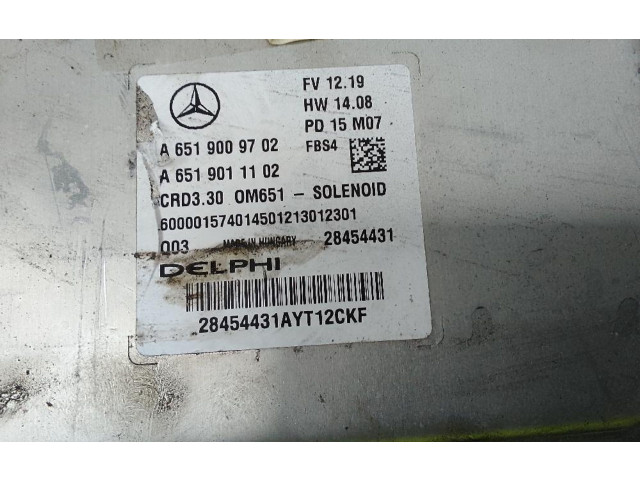 FV 12.19
HW 14.08
PD 15 M07
A 651 900 97 02 FBS4
A 651 901 11 02
CRD3.30 OM651 - SOLENOID
600001574014501213012301
Q03 MADE IN HUNGARY 28454431
DELPHI
28454431AYT12CKF